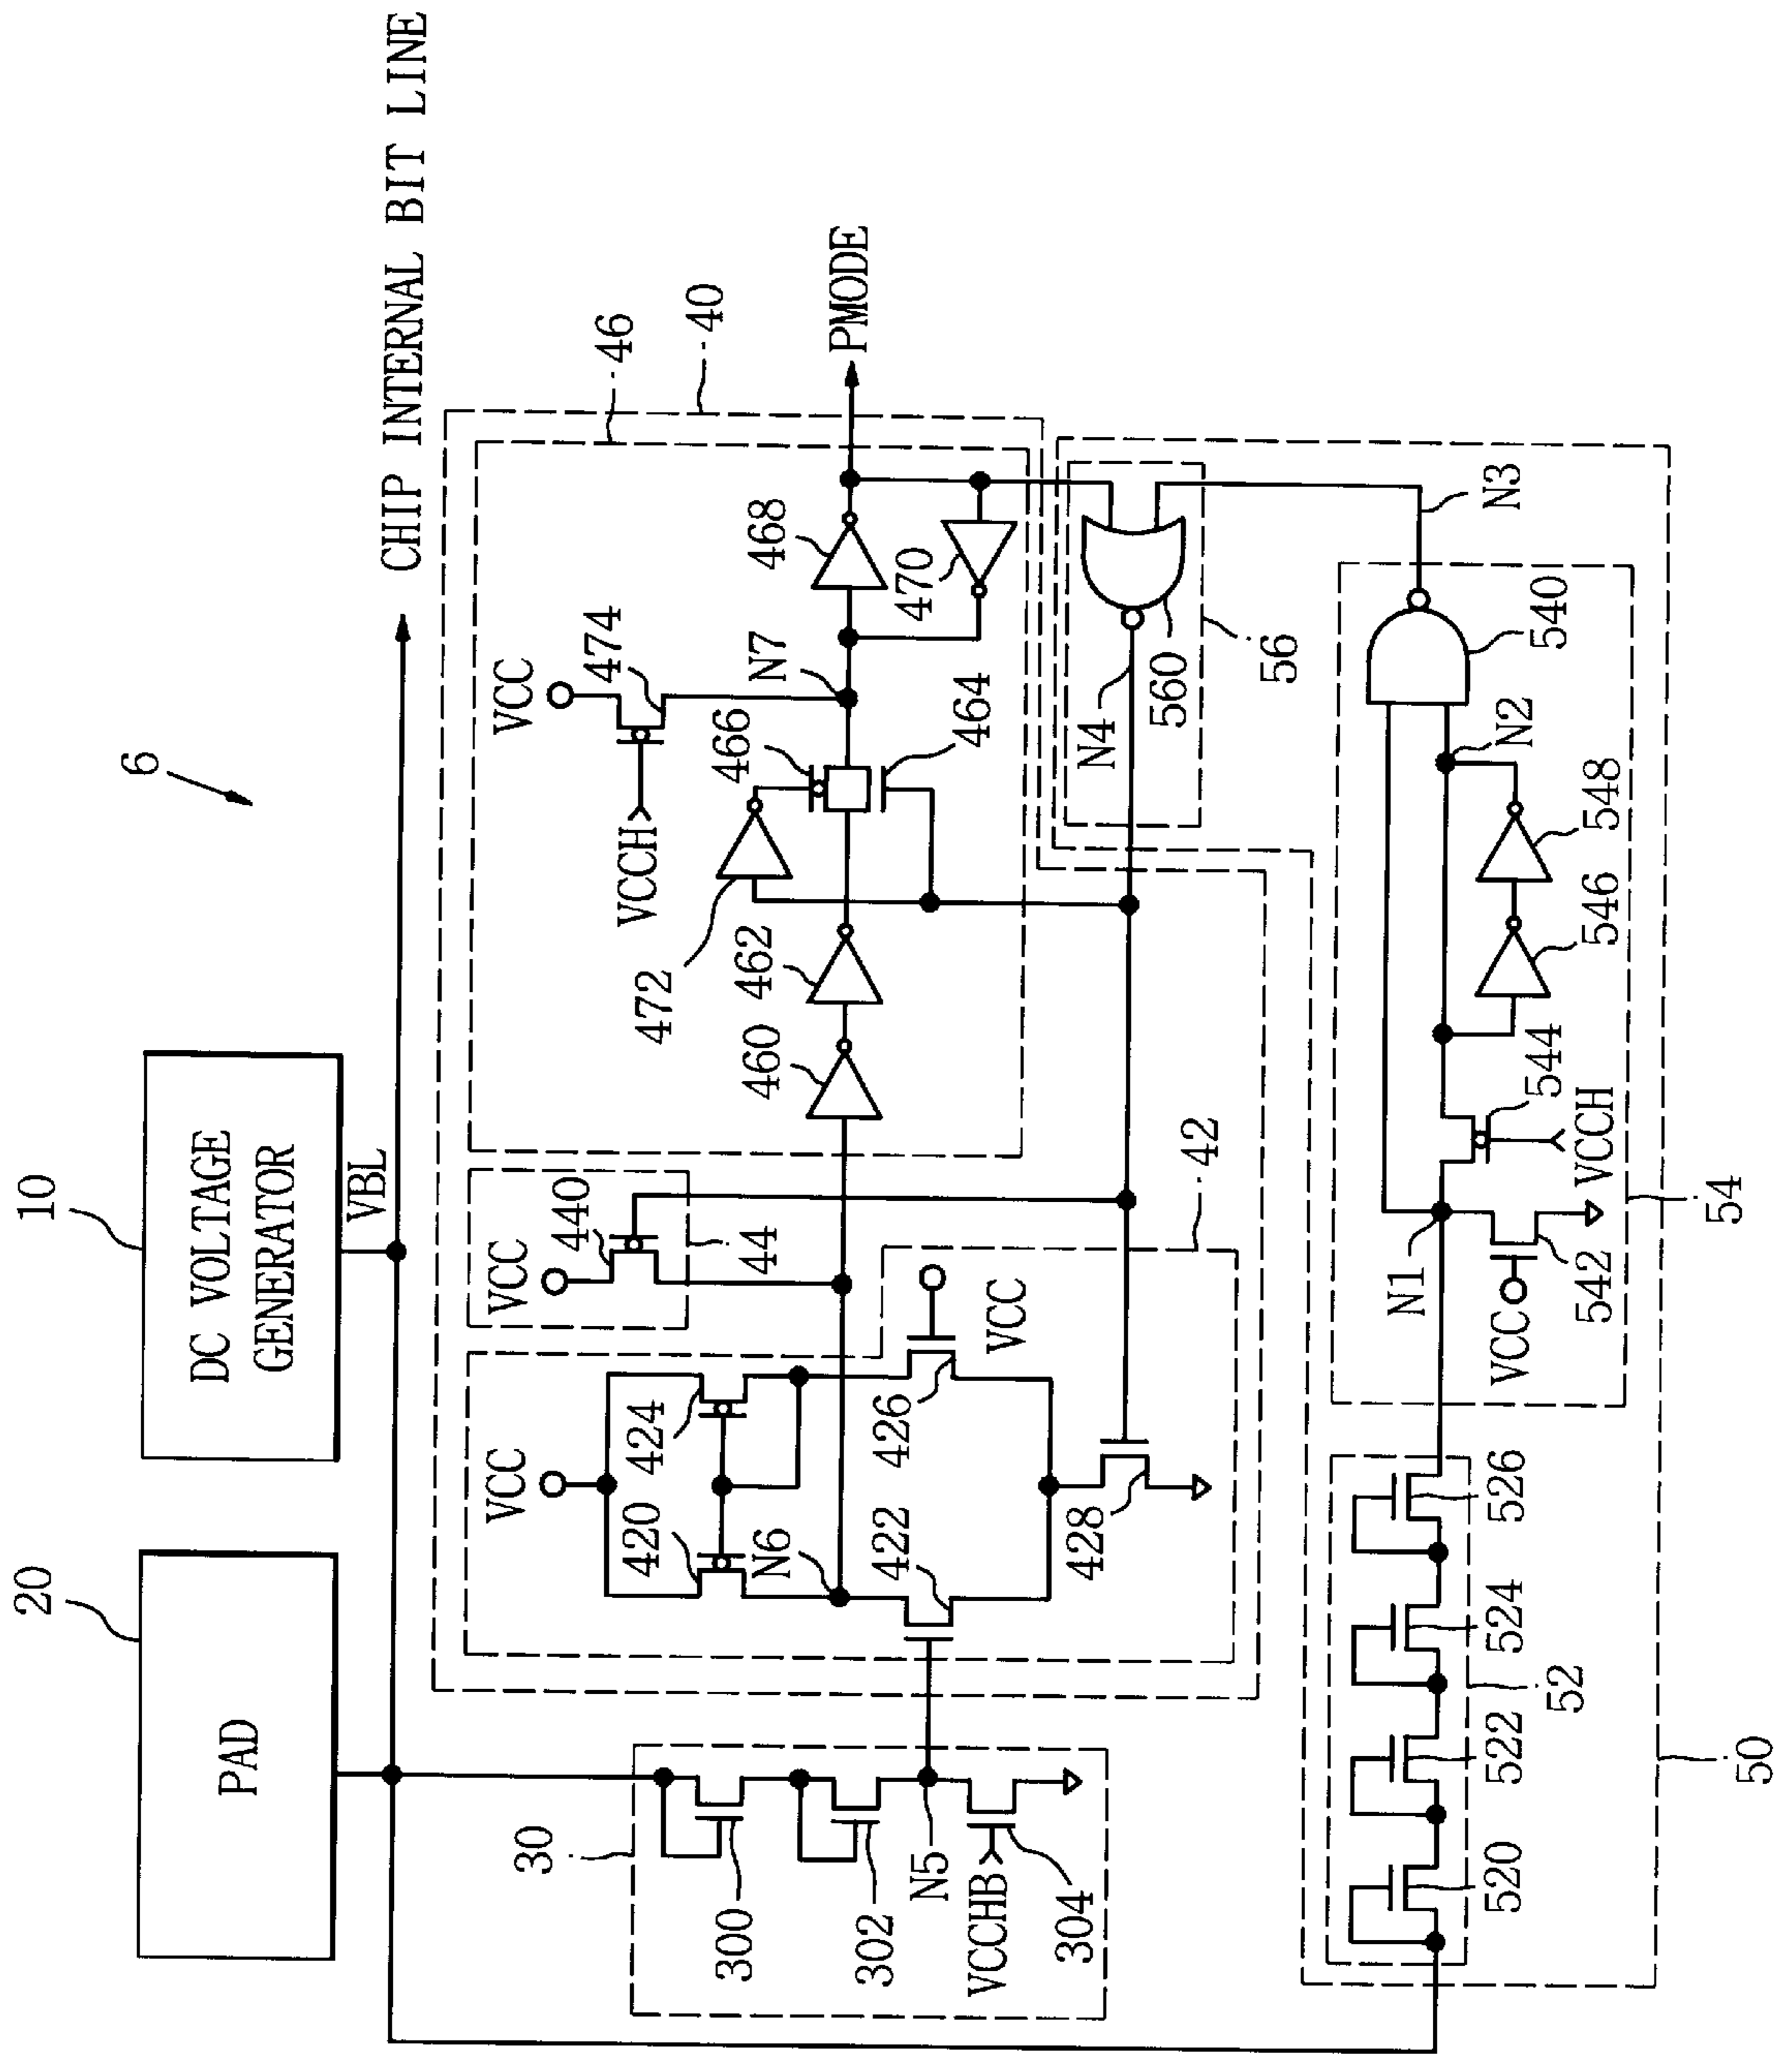 6
10
DC VOLTAGE
GENERATOR
VBL
20
PAD
CHIP INTERNAL BIT LINE
40
46
PMODE
VCC
474
VCCH
N7
468
470
466
464
472
462
460
VCC
440
44
42
VCC
424
420
N6
422
426
VCC
428
30
300
302
N5
VCCHB
304
N4
560
56
N3
540
N2
548
546
544
VCCH
542
VCC
N1
54
526
524
522
520
52
50